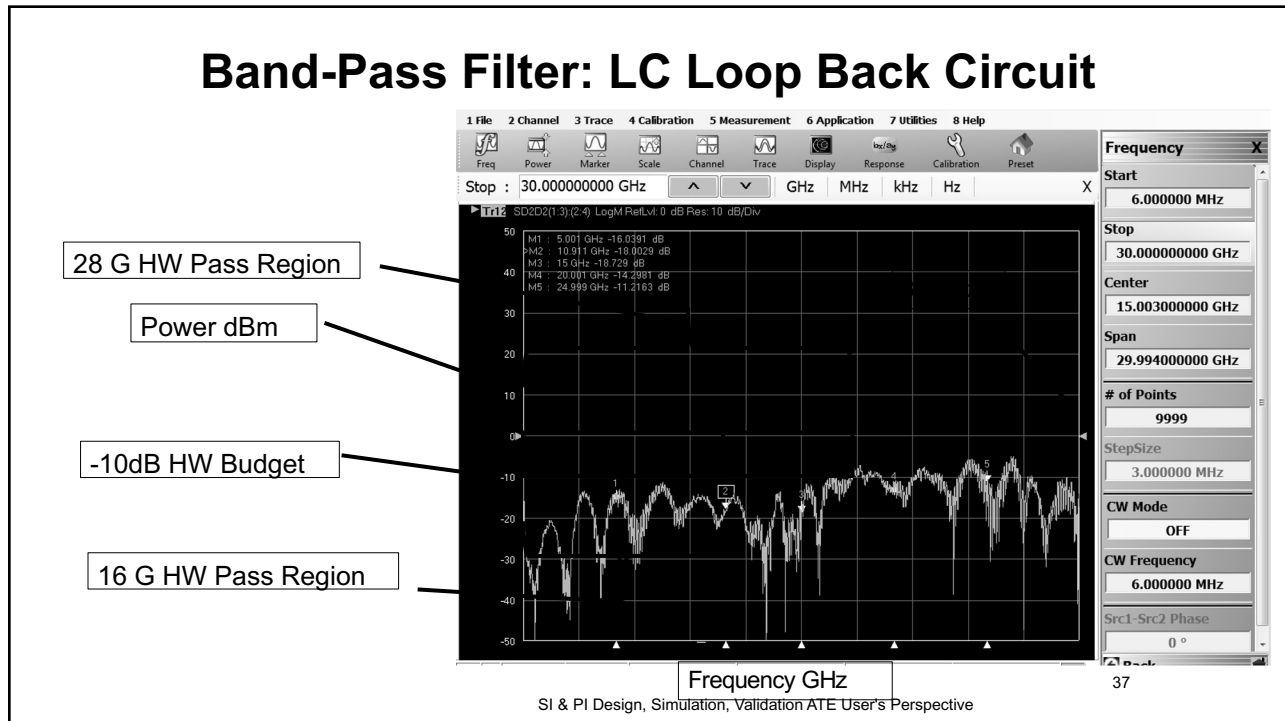 Band-Pass Filter: LC Loop Back Circuit
1 File 2 Channel 3 Trace 4 Calibration 5 Measurement 6 Application 7 Utilities 8 Help
Freq Power Marker Scale Channel Trace Display Response Calibration Preset
bx/ay
Stop : 30.000000000 GHz GHz MHz kHz Hz X
Tr12 SD2D2(1:3):(2:4) LogM RefLvl: 0 dB Res: 10 dB/Div
M1 : 5.001 GHz -16.0391 dB
>M2 : 10.911 GHz -18.0029 dB
M3 : 15 GHz -18.729 dB
M4 : 20.001 GHz -14.2981 dB
M5 : 24.999 GHz -11.2163 dB
50
40
30
20
10
0
-10
-20
-30
-40
-50
1
2
3
4
5
28 G HW Pass Region
Power dBm
-10dB HW Budget
16 G HW Pass Region
Frequency GHz
Frequency X
Start
6.000000 MHz
Stop
30.000000000 GHz
Center
15.003000000 GHz
Span
29.994000000 GHz
# of Points
9999
StepSize
3.000000 MHz
CW Mode
OFF
CW Frequency
6.000000 MHz
Src1-Src2 Phase
0 °
Back
37
SI & PI Design, Simulation, Validation ATE User's Perspective